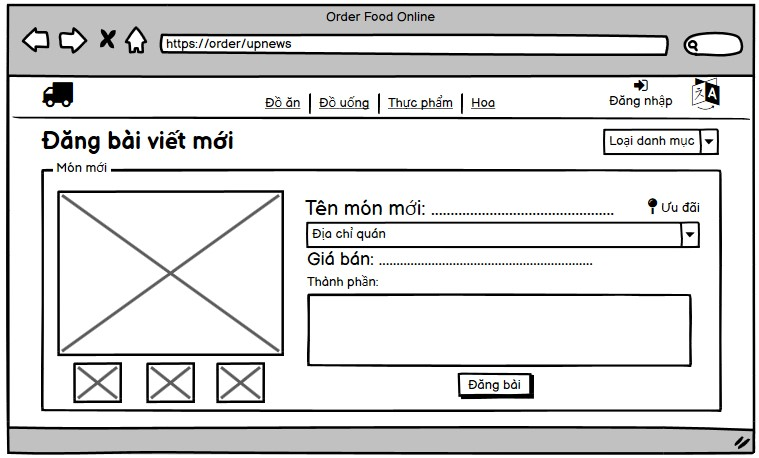 Order Food Online
https://order/upnews
Đồ ăn Đồ uống Thực phẩm Hoa
Đăng nhập
A
Đăng bài viết mới
Loại danh mục
Món mới
Tên món mới: ................................................
Ưu đãi
Địa chỉ quán
Giá bán: ................................................
Thành phần:
Đăng bài